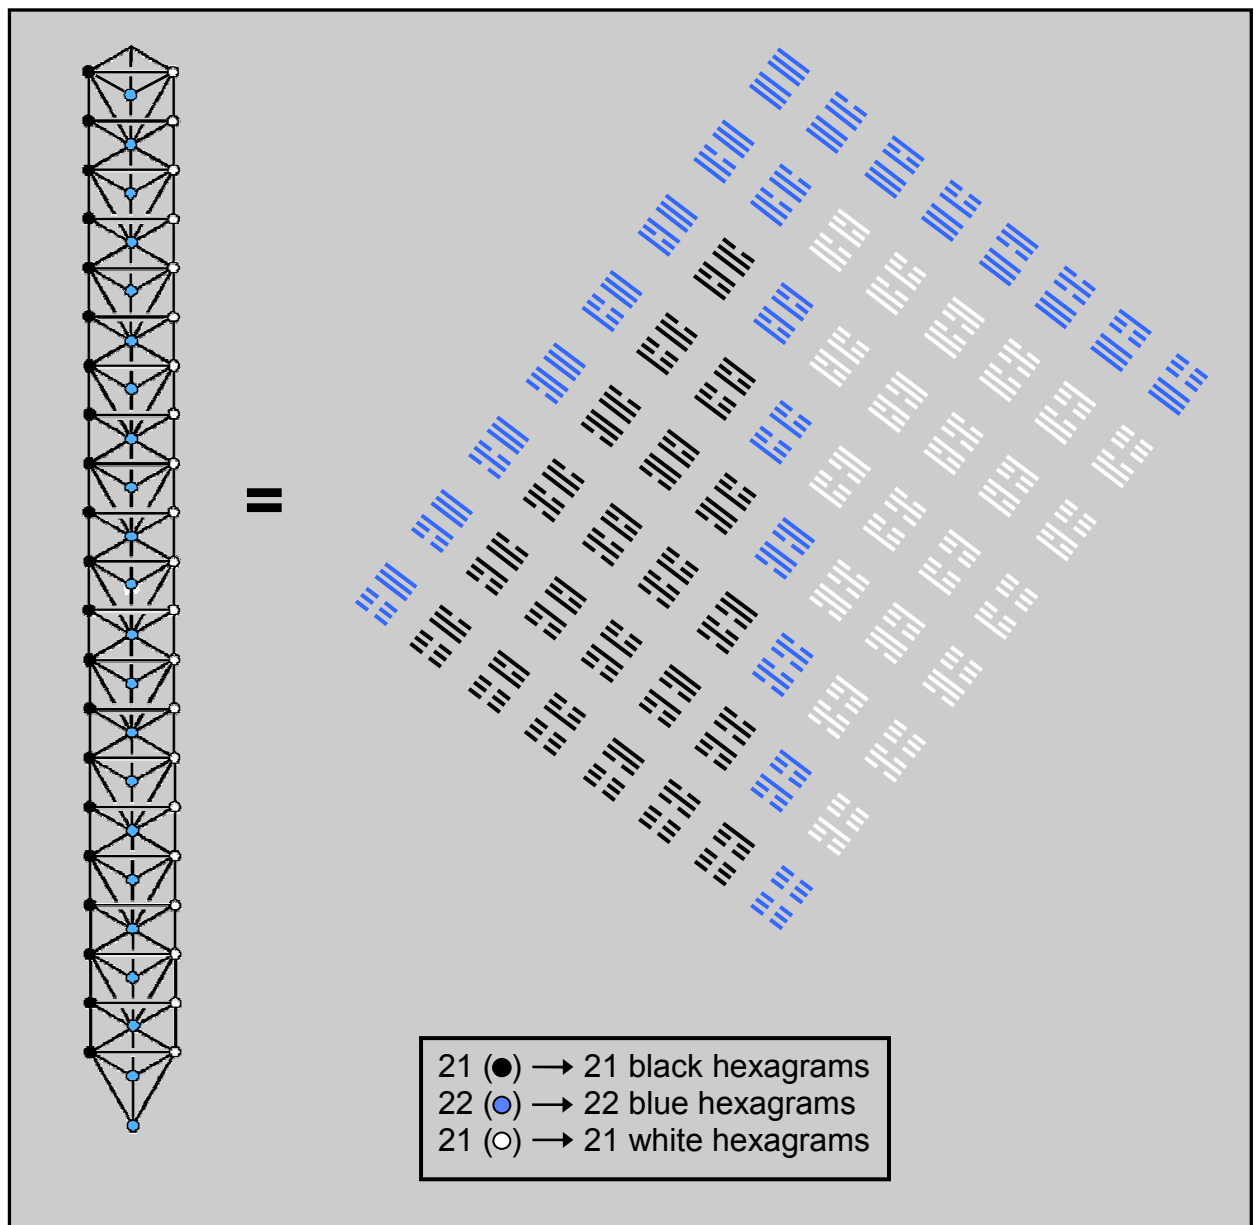 =
21 (●) → 21 black hexagrams
22 (●) → 22 blue hexagrams
21 (○) → 21 white hexagrams